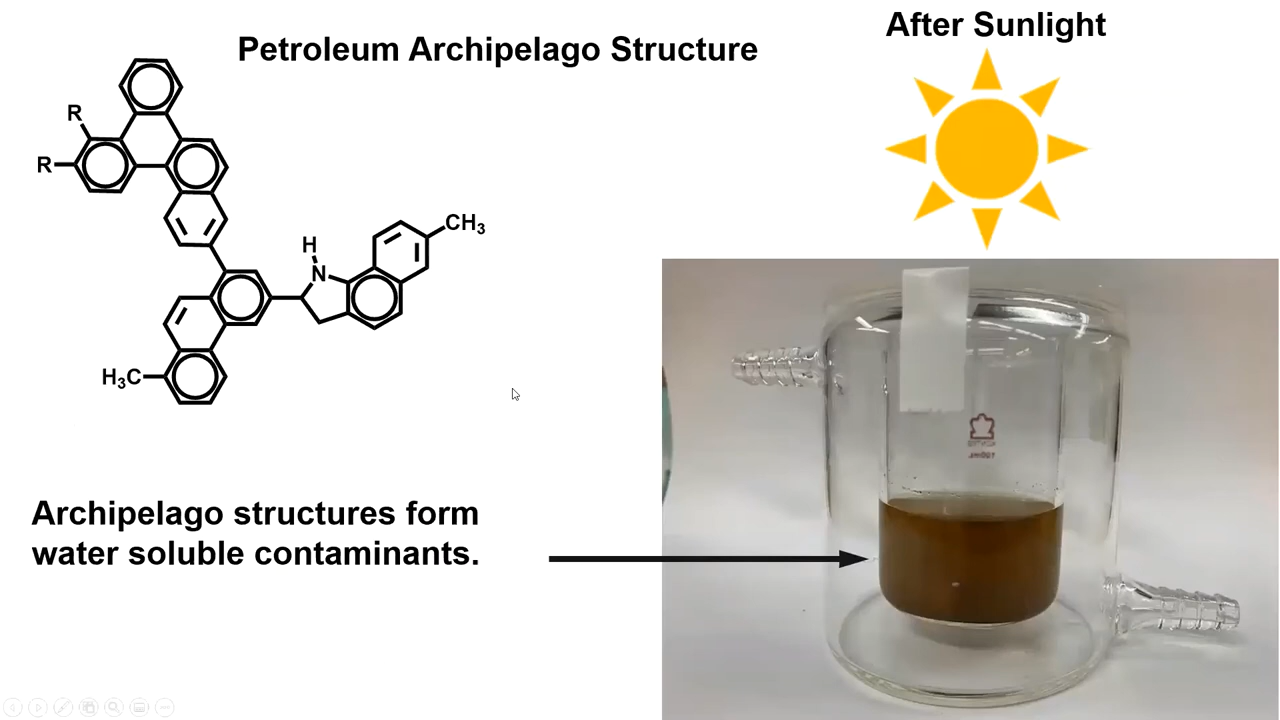 Petroleum Archipelago Structure
After Sunlight
R
R
CH₃
H
N
H₃C
Archipelago structures form
water soluble contaminants.